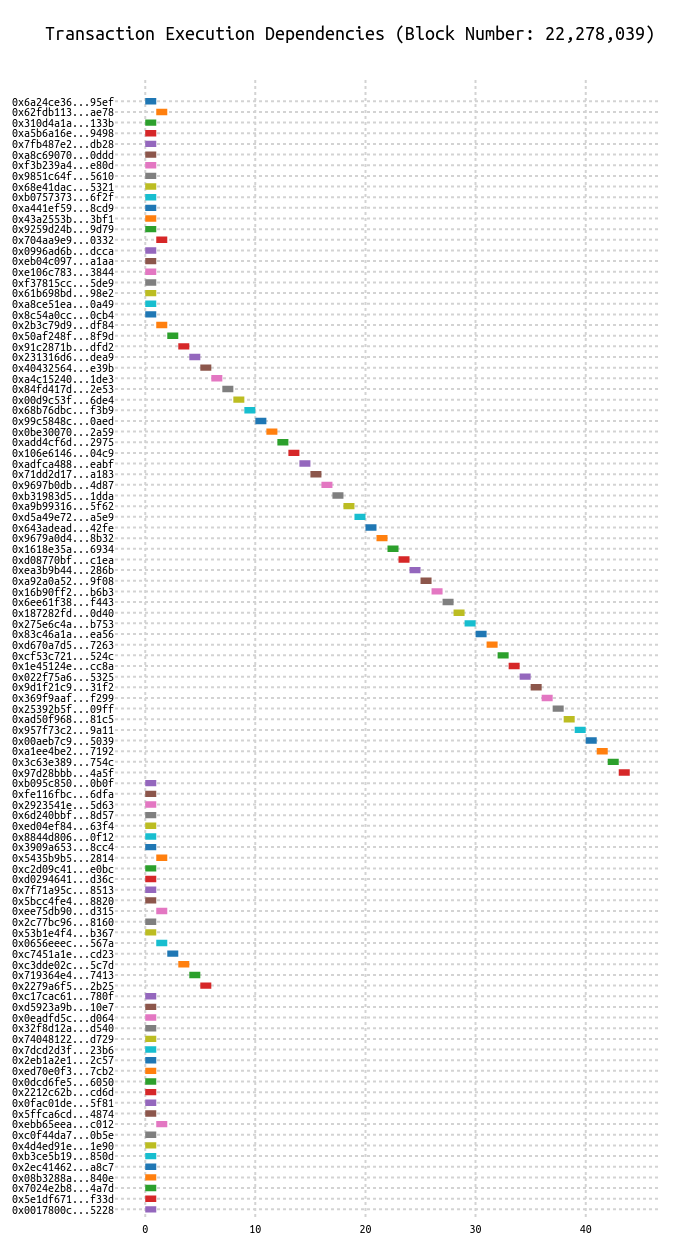 Transaction Execution Dependencies (Block Number: 22,278,039)
0x6a24ce36...95ef
0x62fdb113...ae78
0x310d4a1a...133b
0xa5b6a16e...9498
0x7fb487e2...db28
0xa8c69070...0ddd
0xf3b239a4...e80d
0x9851c64f...5610
0x68e41dac...5321
0xb0757373...6f2f
0xa441ef59...8cd9
0x43a2553b...3bf1
0x9259d24b...9d79
0x704aa9e9...0332
0x0996ad6b...dcca
0xeb04c097...a1aa
0xe106c783...3844
0xf37815cc...5de9
0x61b698bd...98e2
0xa8ce51ea...0a49
0x8c54a0cc...0cb4
0x2b3c79d9...df84
0x50af248f...8f9d
0x91c2871b...dfd2
0x231316d6...dea9
0x40432564...e39b
0xa4c15240...1de3
0x84fd417d...2e53
0x00d9c53f...6de4
0x68b76dbc...f3b9
0x99c5848c...0aed
0x0be30070...2a59
0xadd4cf6d...2975
0x106e6146...04c9
0xadfca488...eabf
0x71dd2d17...a183
0x9697b0db...4d87
0xb31983d5...1dda
0xa9b99316...5f62
0xd5a49e72...a5e9
0x643adead...42fe
0x9679a0d4...8b32
0x1618e35a...6934
0xd08770bf...c1ea
0xea3b9b44...286b
0xa92a0a52...9f08
0x16b90ff2...b6b3
0x6ee61f38...f443
0x187282fd...0d40
0x275e6c4a...b753
0x83c46a1a...ea56
0xd670a7d5...7263
0xcf53c721...524c
0x1e45124e...cc8a
0x022f75a6...5325
0x9d1f21c9...31f2
0x369f9aaf...f299
0x25392b5f...09ff
0xad50f968...81c5
0x957f73c2...9a11
0x00aeb7c9...5039
0xa1ee4be2...7192
0x3c63e389...754c
0x97d28bbb...4a5f
0xb095c850...0b0f
0xfe116fbc...6dfa
0x2923541e...5d63
0x6d240bbf...8d57
0xed04ef84...63f4
0x8844d806...0f12
0x3909a653...8cc4
0x5435b9b5...2814
0xc2d09c41...e0bc
0xd0294641...d36c
0x7f71a95c...8513
0x5bcc4fe4...8820
0xee75db90...d315
0x2c77bc96...8160
0x53b1e4f4...b367
0x0656eeec...567a
0xc7451a1e...cd23
0xc3dde02c...5c7d
0x719364e4...7413
0x2279a6f5...2b25
0xc17cac61...780f
0xd5923a9b...10e7
0x0eadfd5c...d064
0x32f8d12a...d540
0x74048122...d729
0x7dcd2d3f...23b6
0x2eb1a2e1...2c57
0xed70e0f3...7cb2
0x0dcd6fe5...6050
0x2212c62b...cd6d
0x0fac01de...5f81
0x5ffca6cd...4874
0xebb65eea...c012
0xc0f44da7...0b5e
0x4d4ed91e...1e90
0xb3ce5b19...850d
0x2ec41462...a8c7
0x08b3288a...840e
0x7024e2b8...4a7d
0x5e1df671...f33d
0x0017800c...5228
0 10 20 30 40